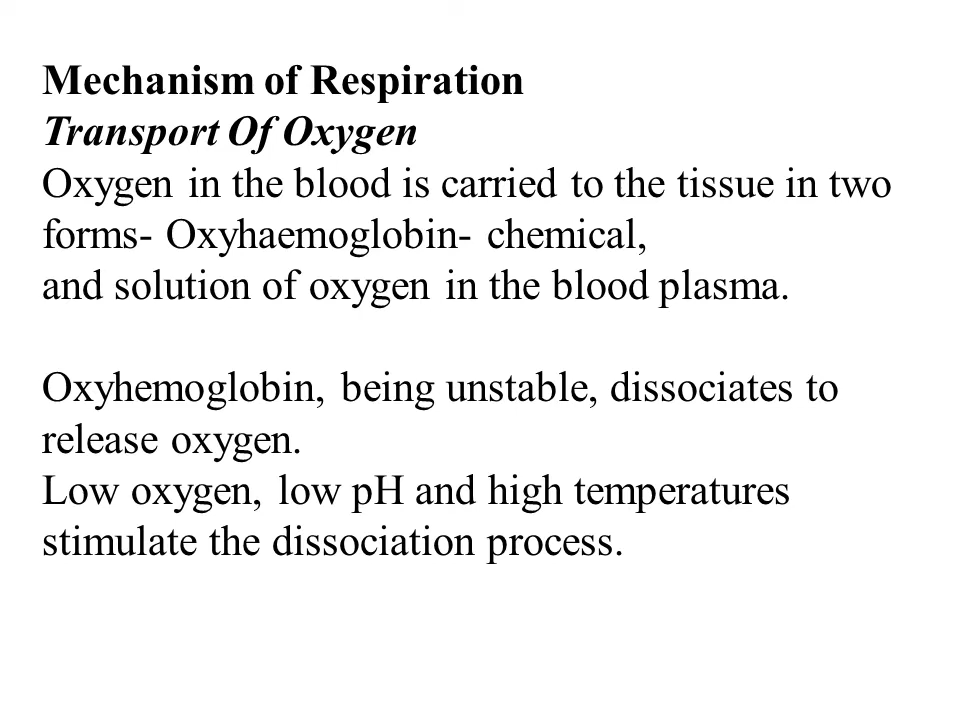 Mechanism of Respiration
Transport Of Oxygen
Oxygen in the blood is carried to the tissue in two
forms- Oxyhaemoglobin- chemical,
and solution of oxygen in the blood plasma.
Oxyhemoglobin, being unstable, dissociates to
release oxygen.
Low oxygen, low pH and high temperatures
stimulate the dissociation process.